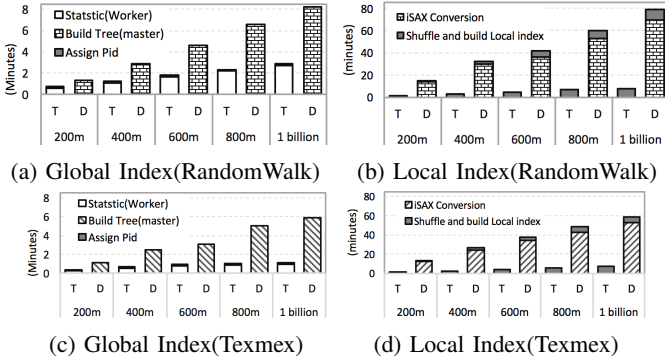 (a)
(Minutes)
8
6
4
2
0
Statstic(Worker)
Build Tree(master)
Assign Pid
T D T D T D T D T D
200m 400m 600m 800m 1 billion
(a) Global Index(RandomWalk)
(minutes)
80
60
40
20
0
iSAX Conversion
Shuffle and build Local index
T D T D T D T D T D
200m 400m 600m 800m 1 billion
(b) Local Index(RandomWalk)
(Minutes)
8
6
4
2
0
Statstic(Worker)
Build Tree(master)
Assign Pid
T D T D T D T D T D
200m 400m 600m 800m 1 billion
(c) Global Index(Texmex)
(minutes)
80
60
40
20
0
iSAX Conversion
Shuffle and build Local index
T D T D T D T D T D
200m 400m 600m 800m 1 billion
(d) Local Index(Texmex)